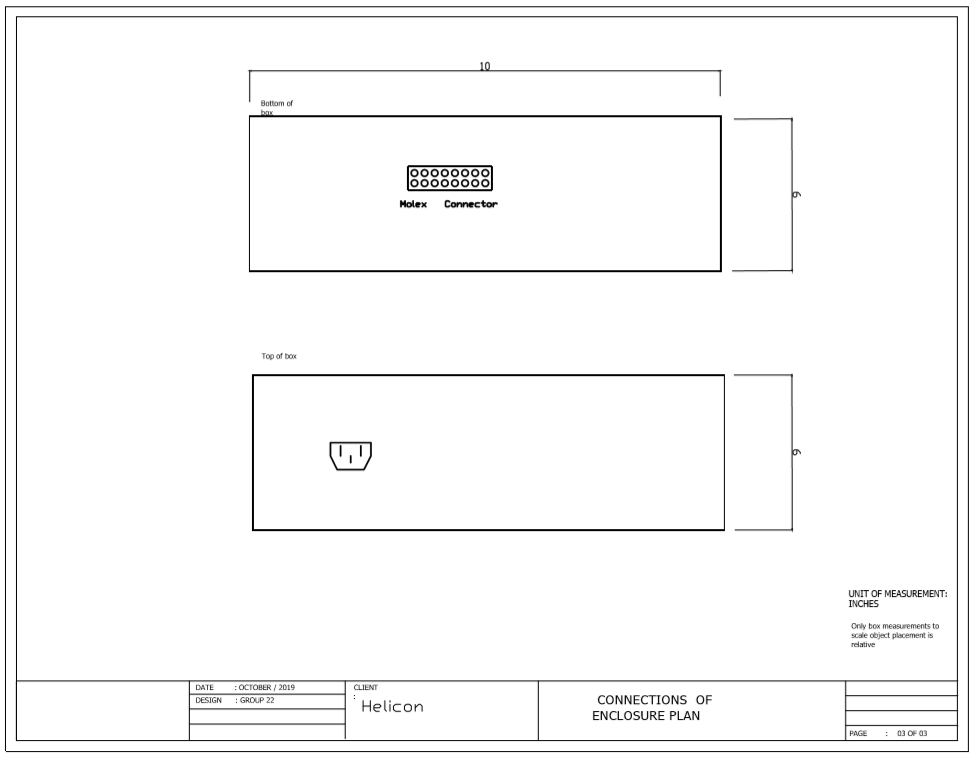 10
Bottom of
box
Molex Connector
9
Top of box
9
UNIT OF MEASUREMENT:
INCHES
Only box measurements to
scale object placement is
relative
DATE : OCTOBER / 2019
DESIGN : GROUP 22
CLIENT
:
Helicon
CONNECTIONS OF
ENCLOSURE PLAN
PAGE : 03 OF 03